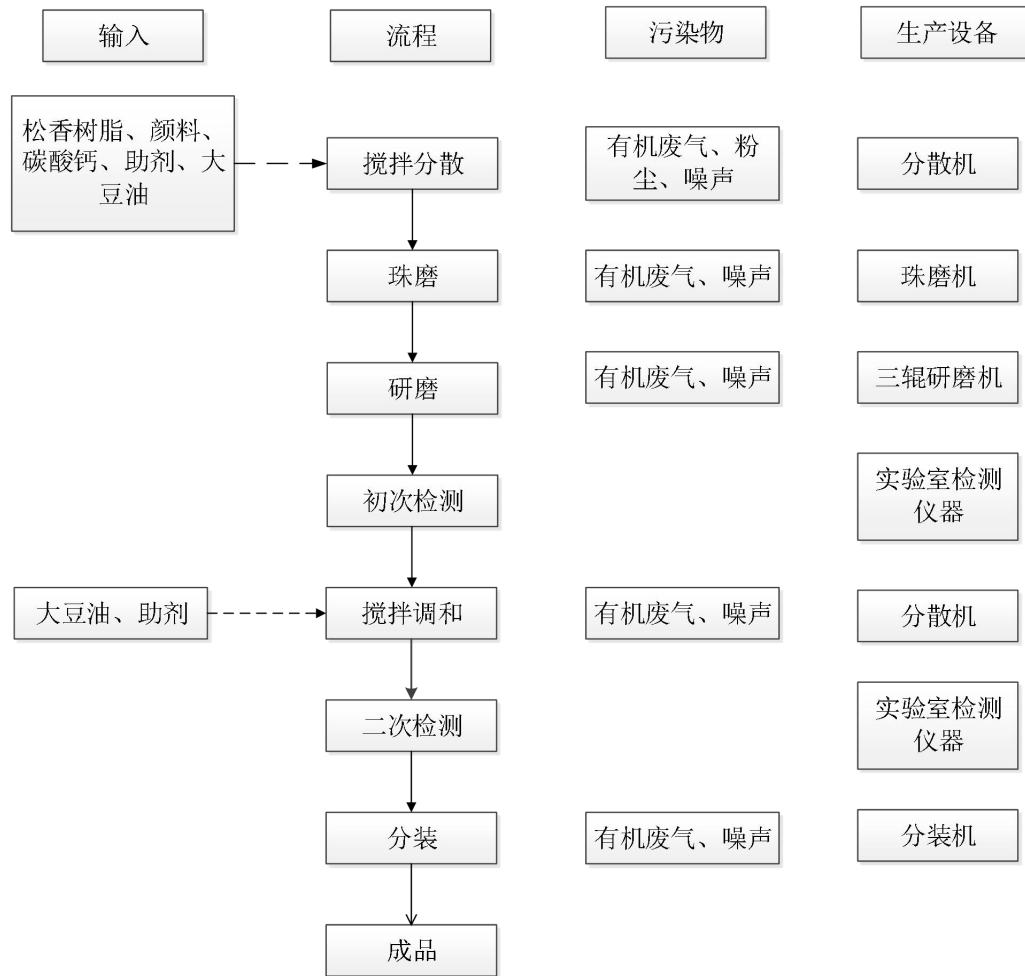 输入
流程
污染物
生产设备
松香树脂、颜料、
碳酸钙、助剂、大
豆油
搅拌分散
有机废气、粉
尘、噪声
分散机
珠磨
有机废气、噪声
珠磨机
研磨
有机废气、噪声
三辊研磨机
初次检测
实验室检测
仪器
大豆油、助剂
搅拌调和
有机废气、噪声
分散机
二次检测
实验室检测
仪器
分装
有机废气、噪声
分装机
成品